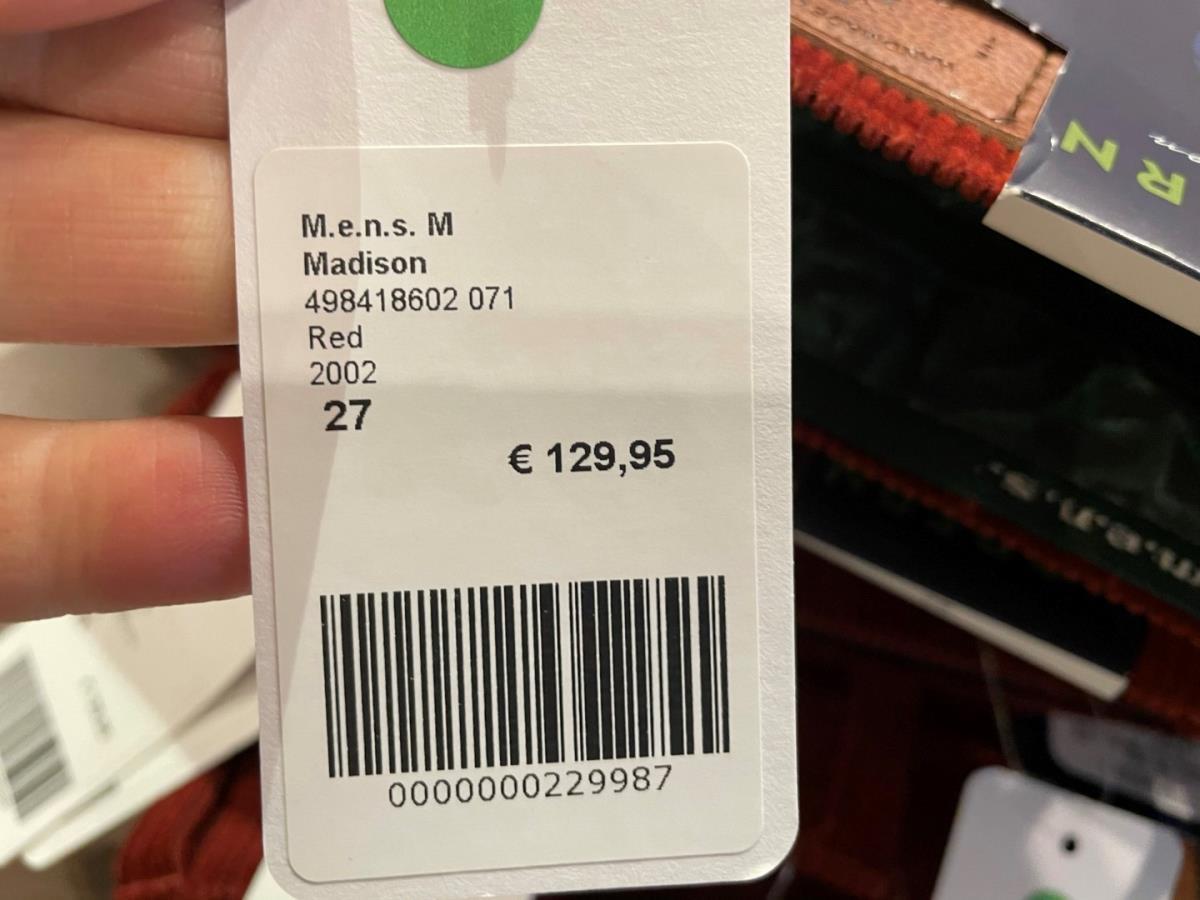 M.e.n.s. M
Madison
498418602 071
Red
2002
27
€ 129,95
0000000229987
R N
m.e.n.s.